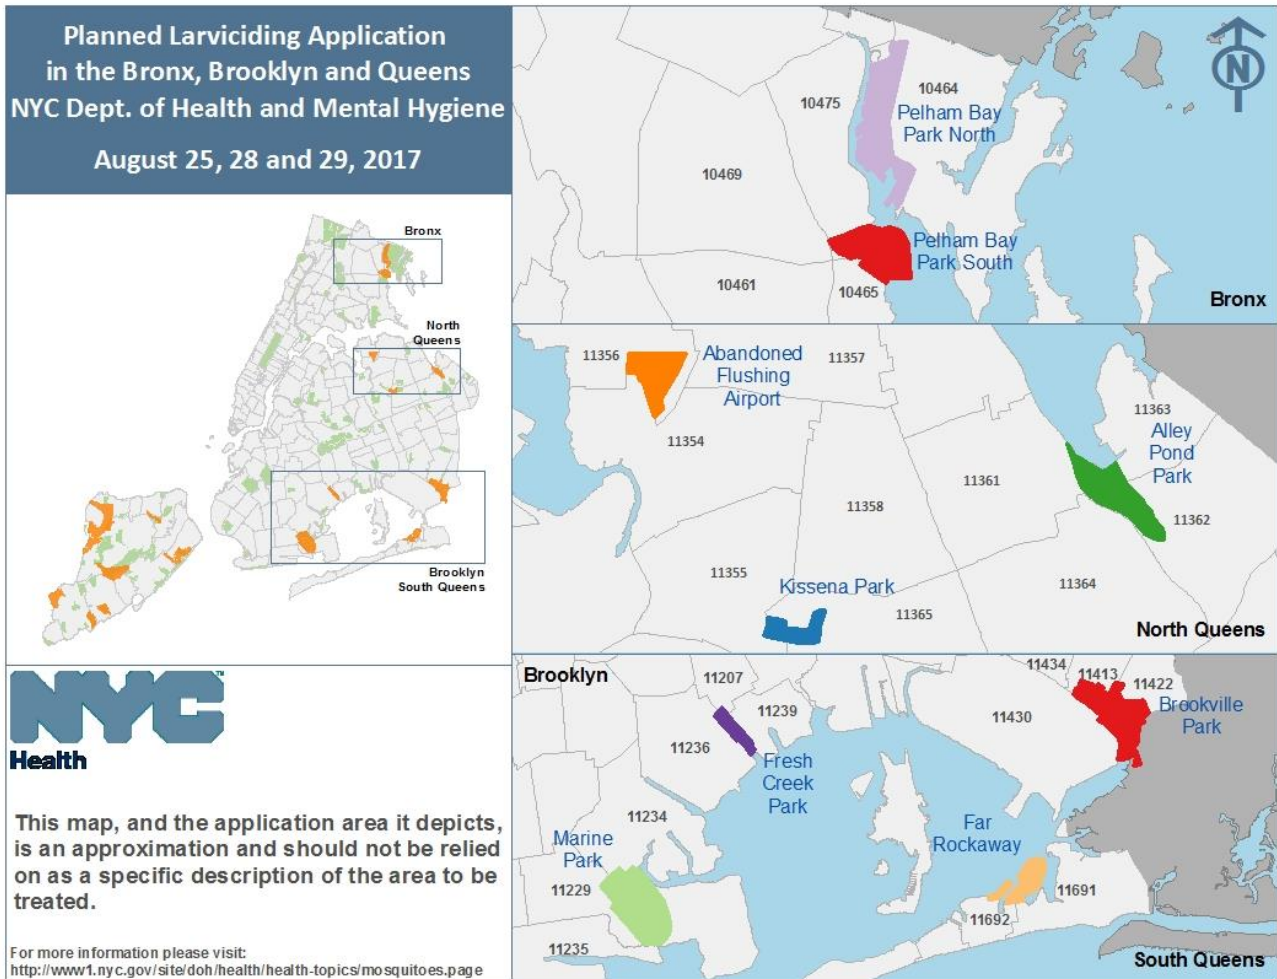 Planned Larviciding Application
in the Bronx, Brooklyn and Queens
NYC Dept. of Health and Mental Hygiene
August 25, 28 and 29, 2017
Bronx
North
Queens
Brooklyn
South Queens
NYC
TM
Health
This map, and the application area it depicts,
is an approximation and should not be relied
on as a specific description of the area to be
treated.
For more information please visit:
http://www1.nyc.gov/site/doh/health/health-topics/mosquitoes.page
N
10475
10464
Pelham Bay
Park North
10469
Pelham Bay
Park South
10461
10465
Bronx
11356
Abandoned
Flushing
Airport
11357
11354
11363
Alley
Pond
Park
11361
11358
11362
11355
Kissena Park
11365
11364
North Queens
Brooklyn
11207
11434
11413
11422
11239
11430
Brookville
Park
11236
Fresh
Creek
Park
11234
Marine
Park
Far
Rockaway
11229
11691
11692
11235
South Queens